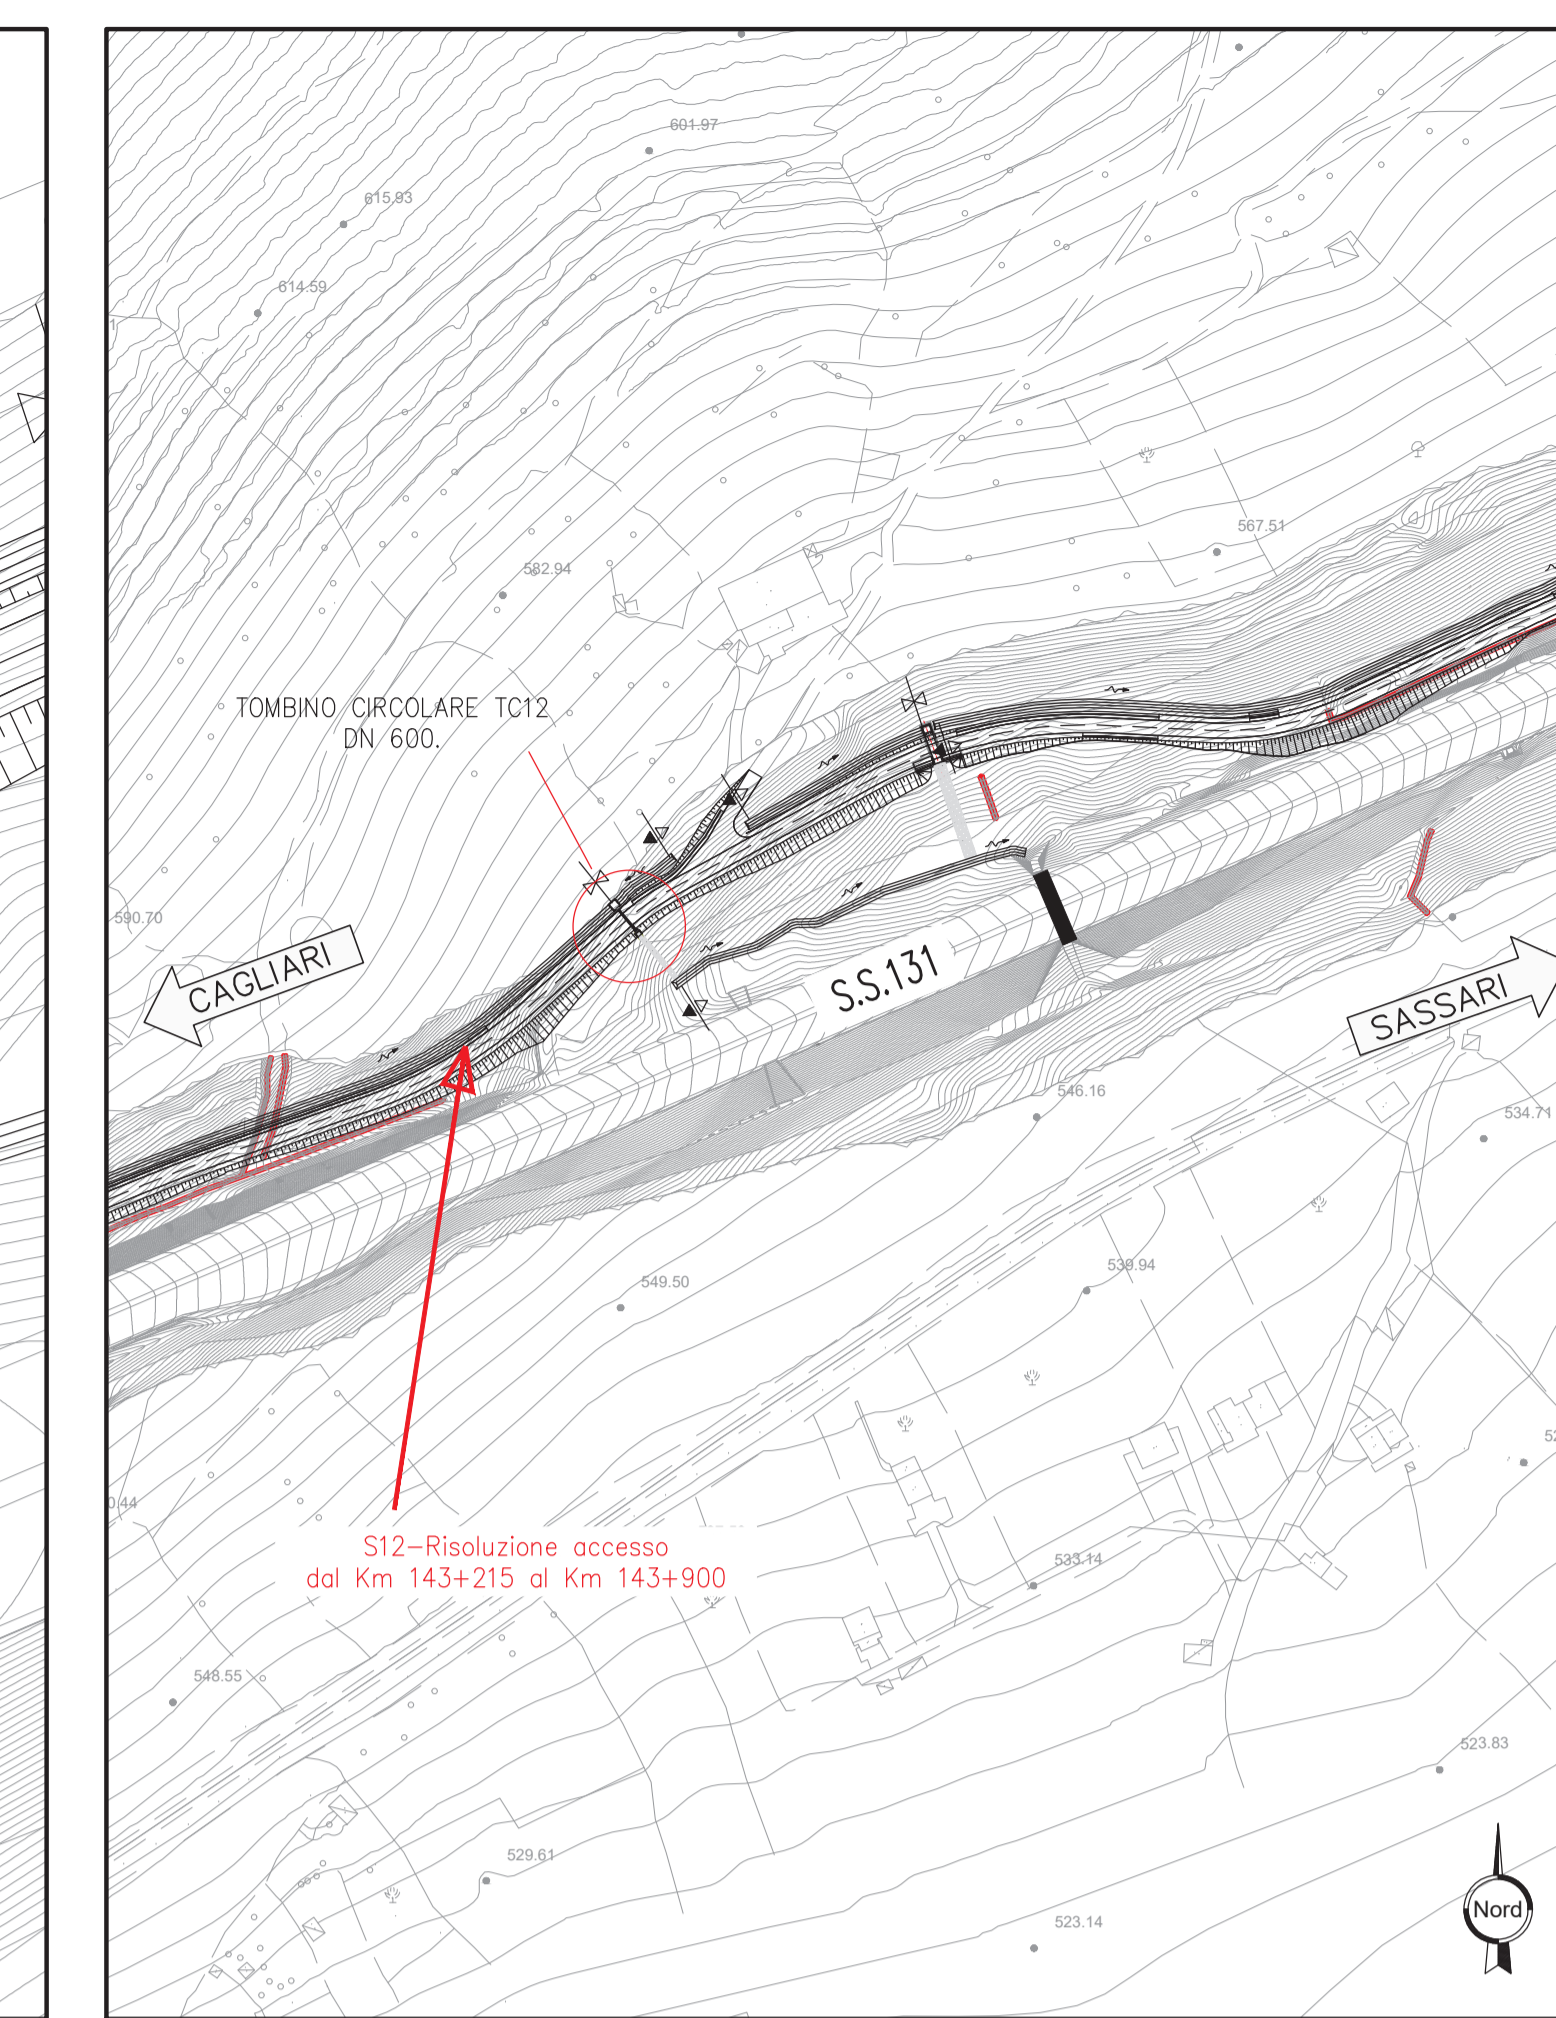 601.97
615.93
614.59
567.51
582.94
TOMBINO CIRCOLARE TC12
DN 600.
590.70
CAGLIARI
S.S.131
SASSARI
546.16
534.71
539.94
549.50
0.44
S12-Risoluzione accesso
dal Km 143+215 al Km 143+900
533.14
548.55
523.83
529.61
Nord
523.14